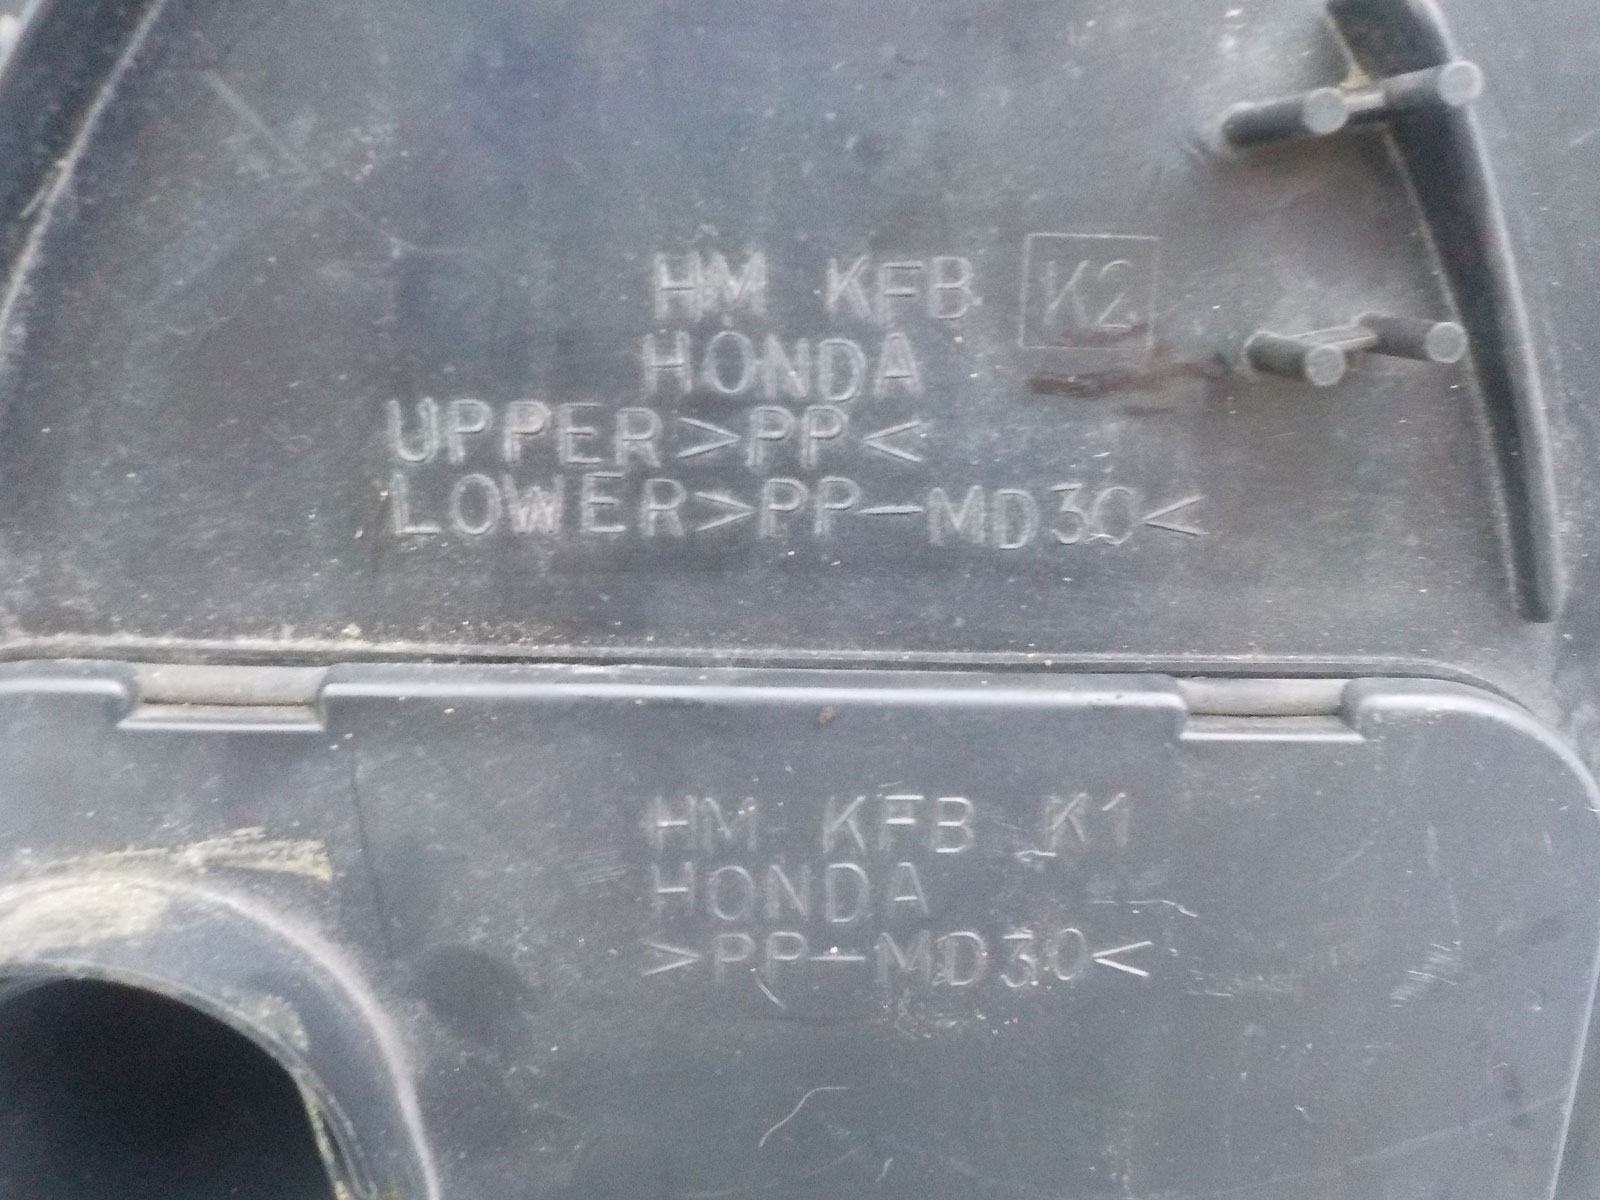 HM KFB K2
HONDA
UPPER>PP<
LOWER>PP-MD30<
HM KFB K1
HONDA
>PP-MD30<